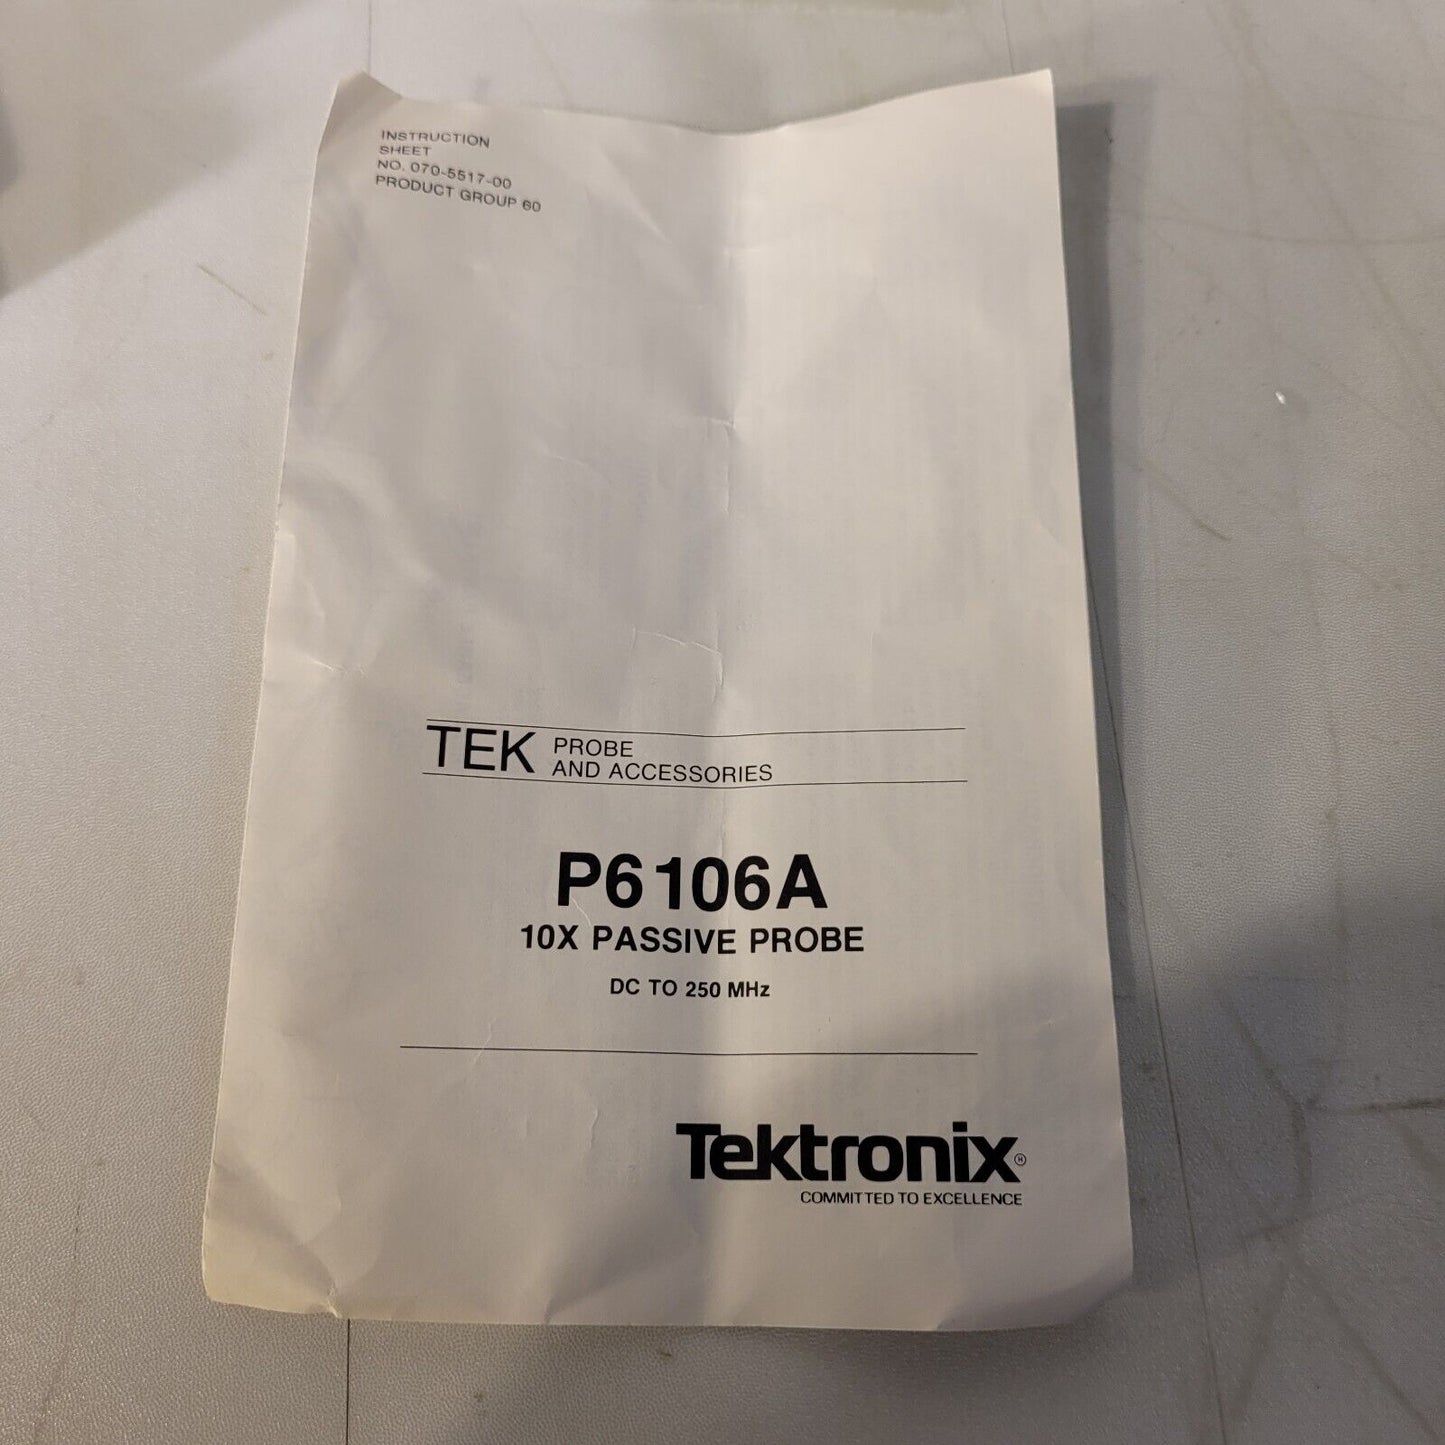 INSTRUCTION
SHEET
NO. 070-5517-00
PRODUCT GROUP 60
TEK PROBE
AND ACCESSORIES
P6106A
10X PASSIVE PROBE
DC TO 250 MHz
Tektronix®
COMMITTED TO EXCELLENCE